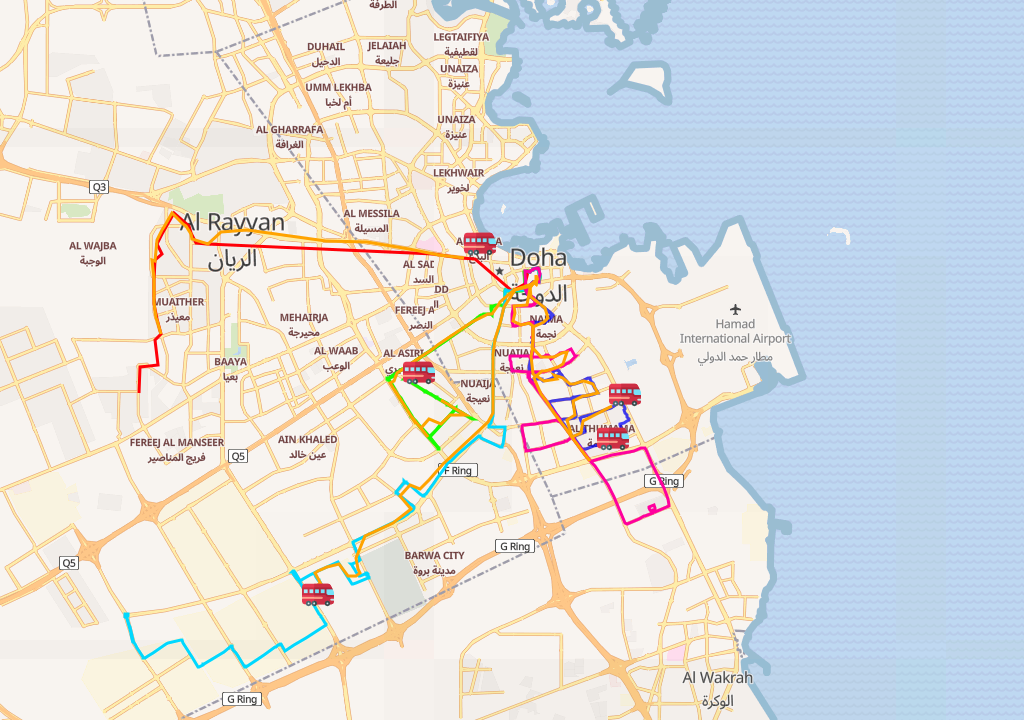 الطرفة
DUHAIL
الدحيل
JELAIAH
جليعة
LEGTAIFIYA
لقطيفية
UNAIZA
عنيزة
UMM LEKHBA
أم لخبا
UNAIZA
عنيزة
AL GHARRAFA
الغرافة
LEKHWAIR
لخوير
Q3
AL MESSILA
المسيلة
Al Rayyan
الريان
AL WAJBA
الوجبة
Doha
الدوحة
AL SAD
السد
DD
ال
MUAITHER
معيذر
MEHAIRJA
محيرجة
FEREEJ A
النصر
NAJMA
نجمة
Hamad
International Airport
مطار حمد الدولي
AL WAAB
الوعب
AL ASIRI
NUAIJA
نعيجة
BAAYA
بعيا
NUAIJA
نعيجة
AL THUMAMA
FEREEJ AL MANSEER
فريج المناصير
AIN KHALED
عين خالد
Q5
F Ring
G Ring
G Ring
BARWA CITY
مدينة بروة
Q5
Al Wakrah
الوكرة
G Ring